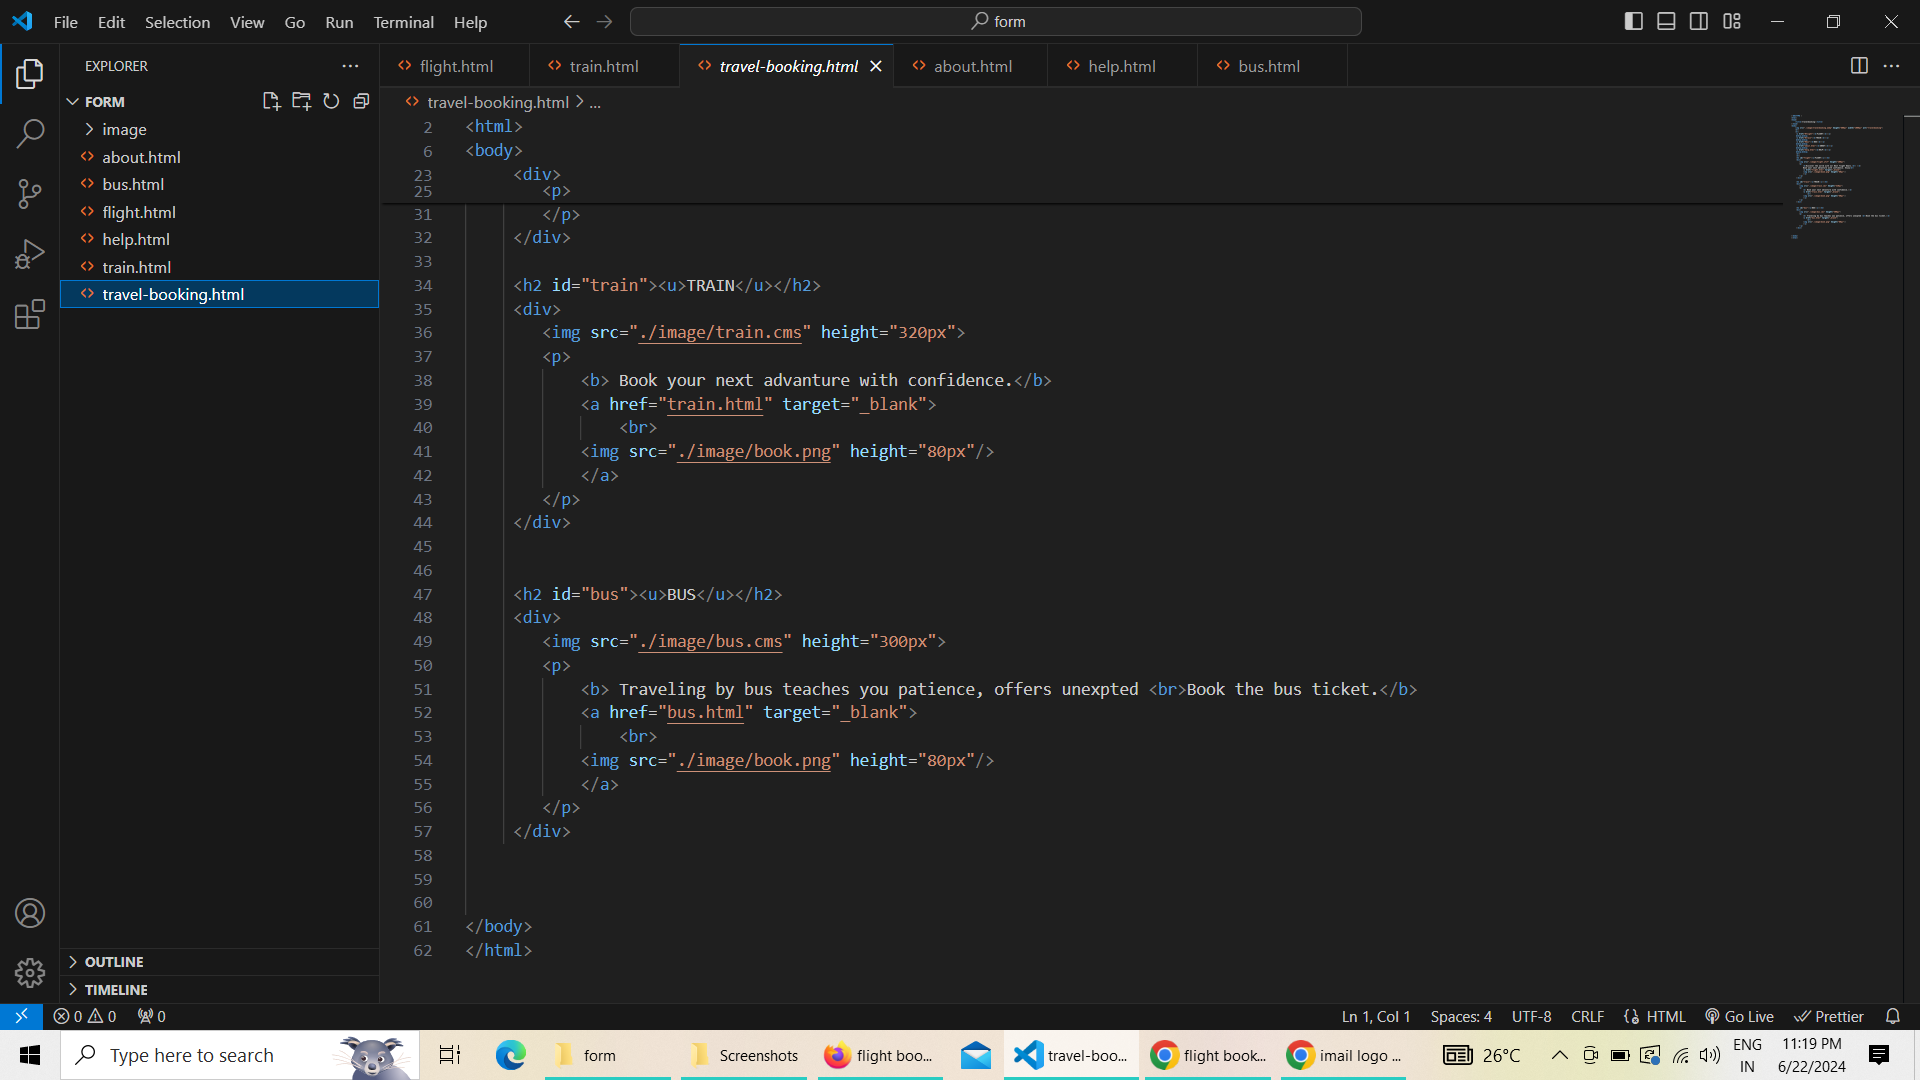 File Edit Selection View Go Run Terminal Help
form
EXPLORER
FORM
image
about.html
bus.html
flight.html
help.html
train.html
travel-booking.html
OUTLINE
TIMELINE
flight.html train.html travel-booking.html about.html help.html bus.html
travel-booking.html > ...
2 <html>
6 <body>
23 <div>
25 <p>
31 </p>
32 </div>
33
34 <h2 id="train"><u>TRAIN</u></h2>
35 <div>
36 <img src="./image/train.cms" height="320px">
37 <p>
38 <b> Book your next advanture with confidence.</b>
39 <a href="train.html" target="_blank">
40 <br>
41 <img src="./image/book.png" height="80px"/>
42 </a>
43 </p>
44 </div>
45
46
47 <h2 id="bus"><u>BUS</u></h2>
48 <div>
49 <img src="./image/bus.cms" height="300px">
50 <p>
51 <b> Traveling by bus teaches you patience, offers unexpted <br>Book the bus ticket.</b>
52 <a href="bus.html" target="_blank">
53 <br>
54 <img src="./image/book.png" height="80px"/>
55 </a>
56 </p>
57 </div>
58
59
60
61 </body>
62 </html>
0 0 0 Ln 1, Col 1 Spaces: 4 UTF-8 CRLF HTML Go Live Prettier
Type here to search form Screenshots flight boo... travel-boo... flight book... imail logo ... 26°C ENG IN 11:19 PM 6/22/2024